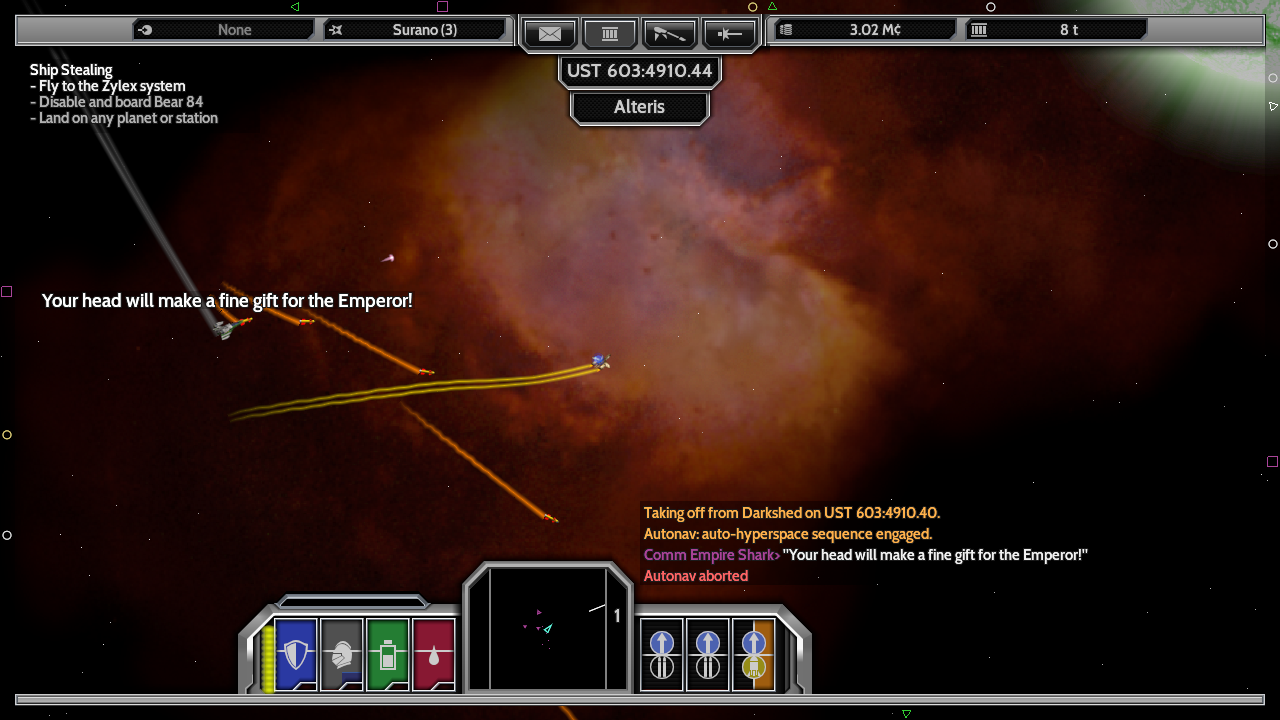 None
Surano (3)
3.02 M¢
8 t
UST 603:4910.44
Alteris
Ship Stealing
- Fly to the Zylex system
- Disable and board Bear 84
- Land on any planet or station
Your head will make a fine gift for the Emperor!
Taking off from Darkshed on UST 603:4910.40.
Autonav: auto-hyperspace sequence engaged.
Comm Empire Shark> "Your head will make a fine gift for the Emperor!"
Autonav aborted
1